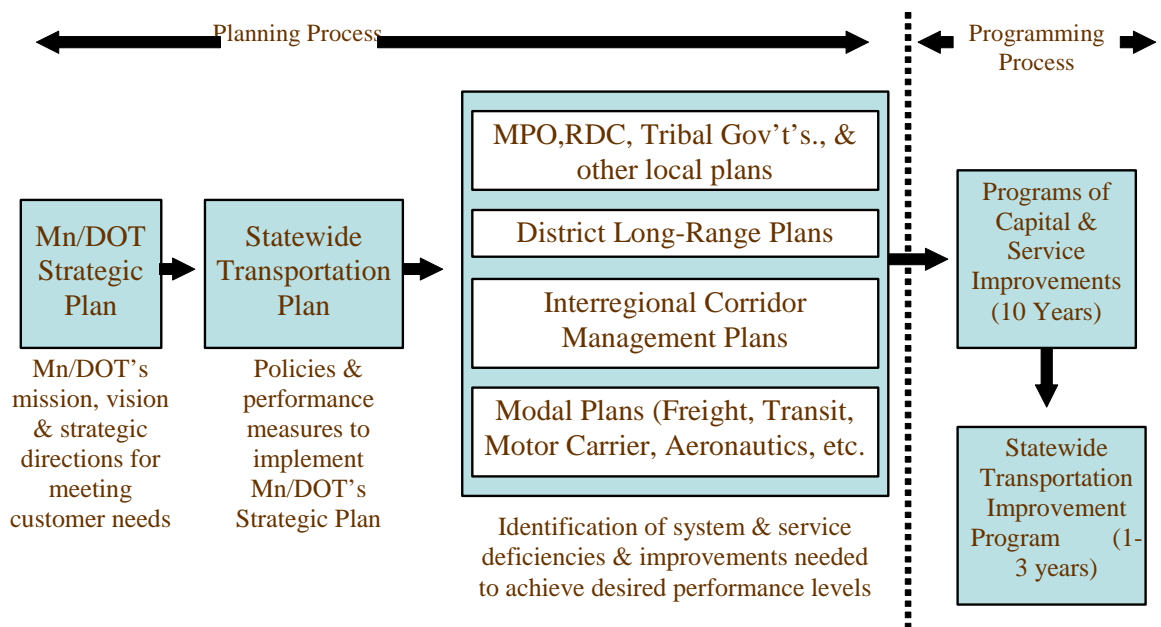 Planning Process
Programming
Process
MPO,RDC, Tribal Gov’t’s., &
other local plans
District Long-Range Plans
Interregional Corridor
Management Plans
Modal Plans (Freight, Transit,
Motor Carrier, Aeronautics, etc.
Mn/DOT
Strategic
Plan
Statewide
Transportation
Plan
Mn/DOT’s
mission, vision
& strategic
directions for
meeting
customer needs
Policies &
performance
measures to
implement
Mn/DOT’s
Strategic Plan
Identification of system & service
deficiencies & improvements needed
to achieve desired performance levels
Programs of
Capital &
Service
Improvements
(10 Years)
Statewide
Transportation
Improvement
Program (1-
3 years)